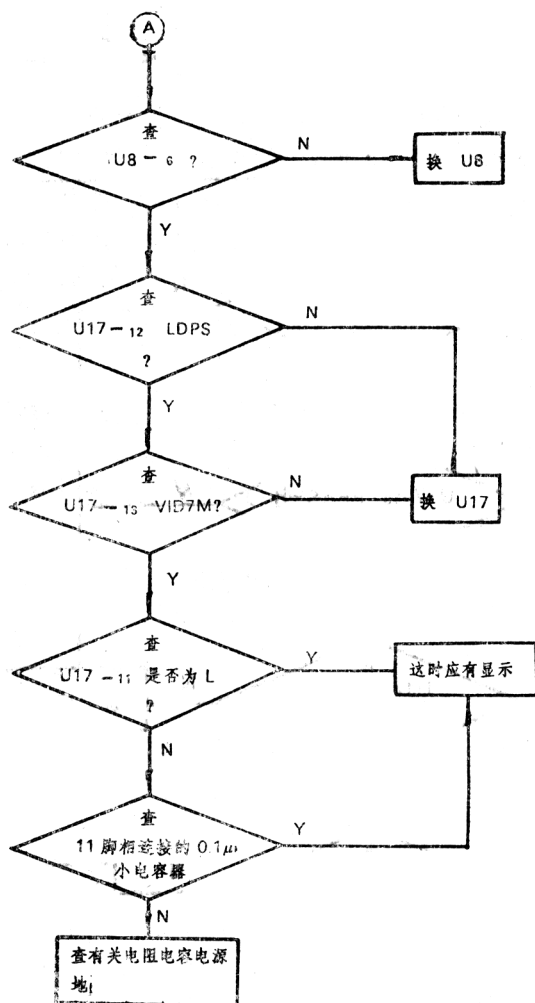 A
查
U8-6 ?
N
换 U8
Y
查
U17-12 LDPS
?
N
Y
查
U17-13 VID7M?
N
换 U17
Y
查
U17-11 是否为 L
?
Y
这时应有显示
N
查
11 脚相连接的 0.1μ
小电容器
Y
N
查有关电阻电容电源
地